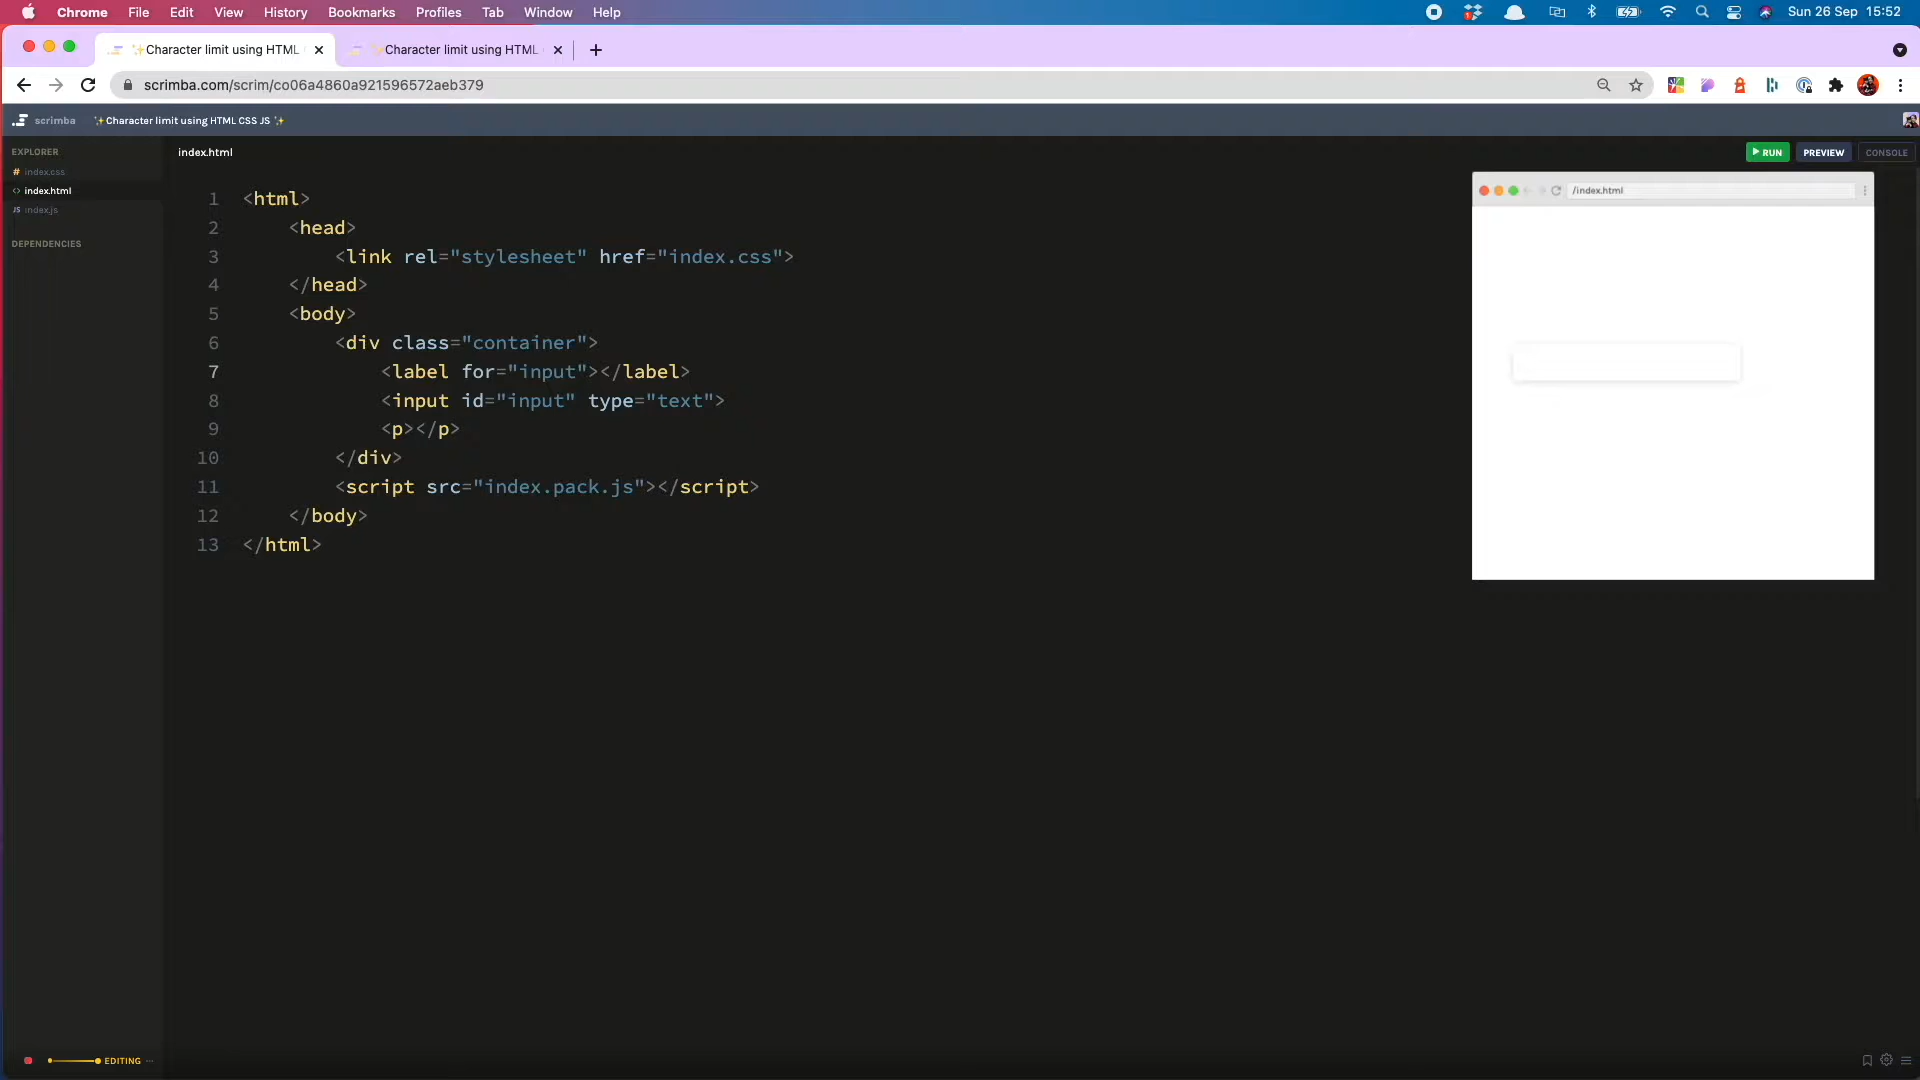 Chrome File Edit View History Bookmarks Profiles Tab Window Help Sun 26 Sep 15:52
✨Character limit using HTML ✨Character limit using HTML
scrimba.com/scrim/co06a4860a921596572aeb379
scrimba ✨Character limit using HTML CSS JS ✨
EXPLORER index.html RUN PREVIEW CONSOLE
# index.css
<> index.html
JS index.js
DEPENDENCIES
/index.html
1 <html>
2 <head>
3 <link rel="stylesheet" href="index.css">
4 </head>
5 <body>
6 <div class="container">
7 <label for="input"></label>
8 <input id="input" type="text">
9 <p></p>
10 </div>
11 <script src="index.pack.js"></script>
12 </body>
13 </html>
EDITING ···